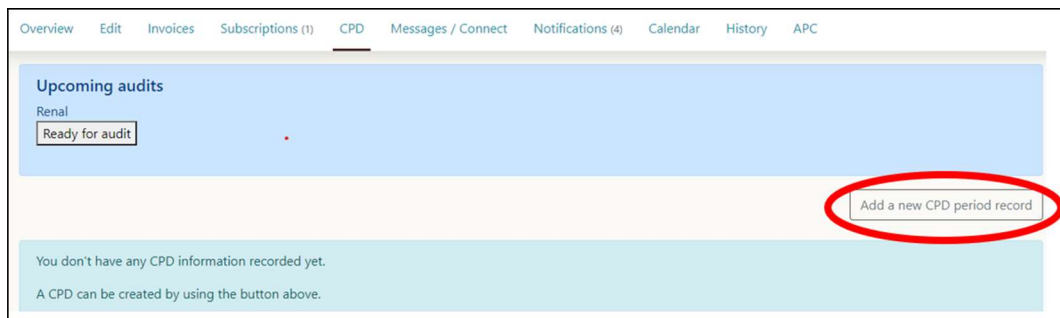 Overview Edit Invoices Subscriptions (1) CPD Messages / Connect Notifications (4) Calendar History APC
Upcoming audits
Renal
Ready for audit
Add a new CPD period record
You don't have any CPD information recorded yet.
A CPD can be created by using the button above.